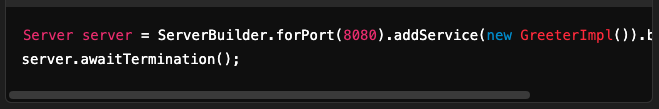 Server server = ServerBuilder.forPort(8080).addService(new GreeterImpl()).b
server.awaitTermination();